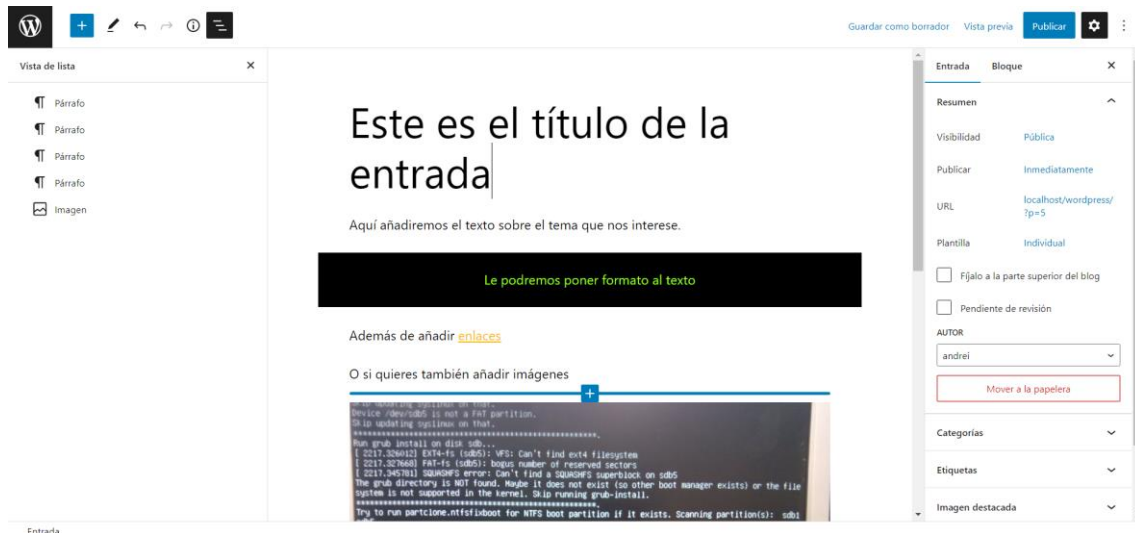 Guardar como borrador
Vista previa
Publicar
Vista de lista
Párrafo
Párrafo
Párrafo
Párrafo
Imagen
Este es el título de la
entrada
Aquí añadiremos el texto sobre el tema que nos interese.
Le podremos poner formato al texto
Además de añadir enlaces
O si quieres también añadir imágenes
Skip updating syslinux on that.
Device /dev/sdb5 is not a FAT partition.
Skip updating syslinux on that.
*****************************************************.
Run grub install on disk sdb...
[ 2217.326012] EXT4-fs (sdb5): VFS: Can't find ext4 filesystem
[ 2217.327668] FAT-fs (sdb5): bogus number of reserved sectors
[ 2217.345781] SQUASHFS error: Can't find a SQUASHFS superblock on sdb5
The grub directory is NOT found. Maybe it does not exist (so other boot manager exists) or the file
system is not supported in the kernel. Skip running grub-install.
*****************************************************.
Try to run partclone.ntfsfixboot for NTFS boot partition if it exists. Scanning partition(s): sdb1
Entrada
Bloque
Resumen
Visibilidad Pública
Publicar Inmediatamente
URL localhost/wordpress/
?p=5
Plantilla Individual
Fíjalo a la parte superior del blog
Pendiente de revisión
AUTOR
andrei
Mover a la papelera
Categorías
Etiquetas
Imagen destacada
Entrada